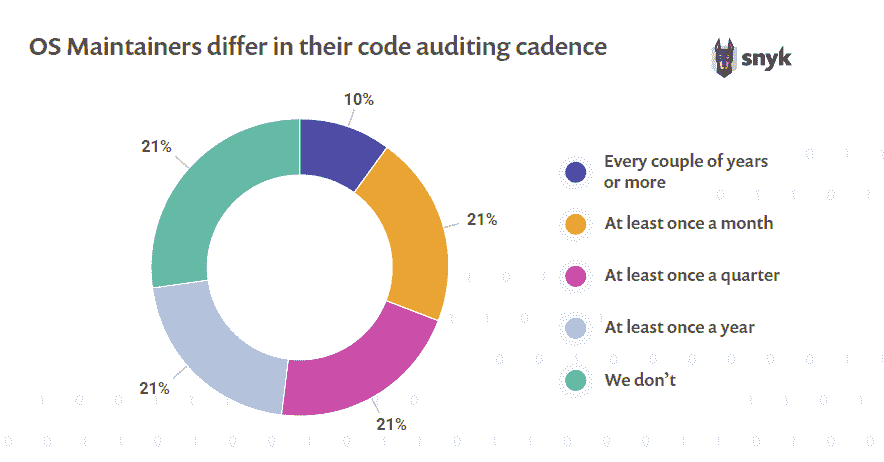 OS Maintainers differ in their code auditing cadence
snyk
10%
21%
21%
21%
21%
Every couple of years
or more
At least once a month
At least once a quarter
At least once a year
We don't